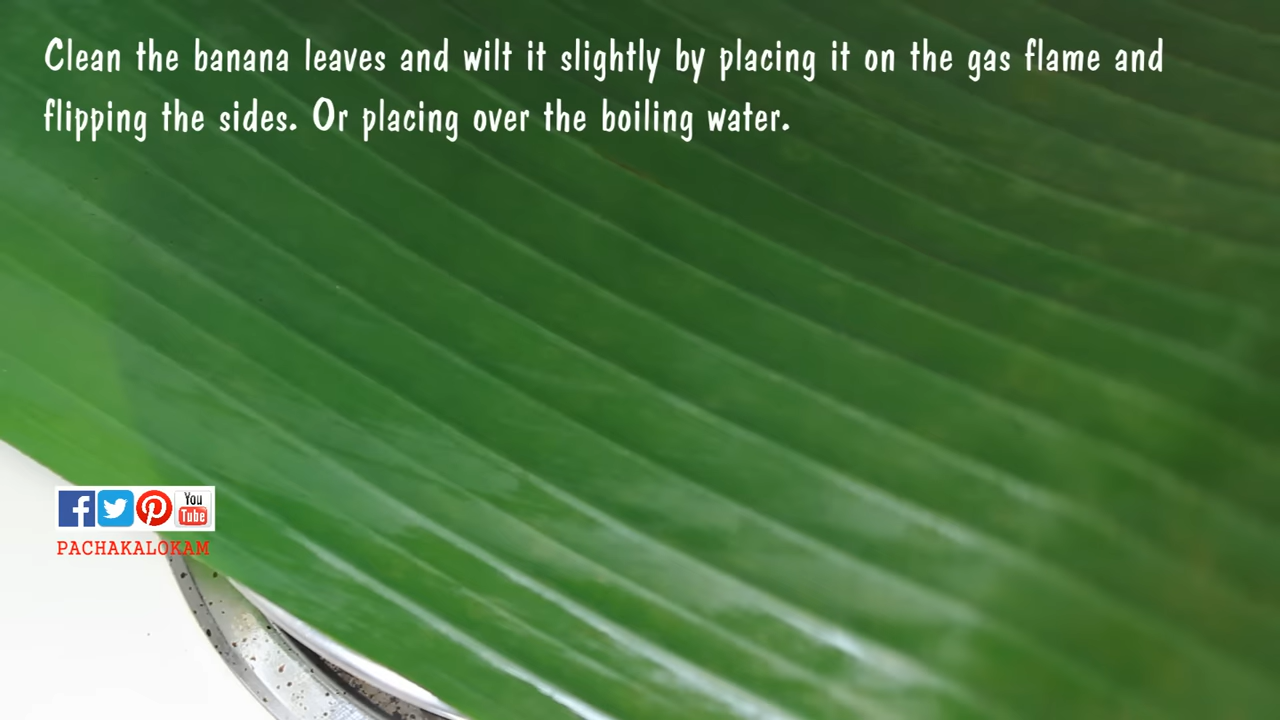 Clean the banana leaves and wilt it slightly by placing it on the gas flame and
flipping the sides. Or placing over the boiling water.
You
Tube
PACHAKALOKAM